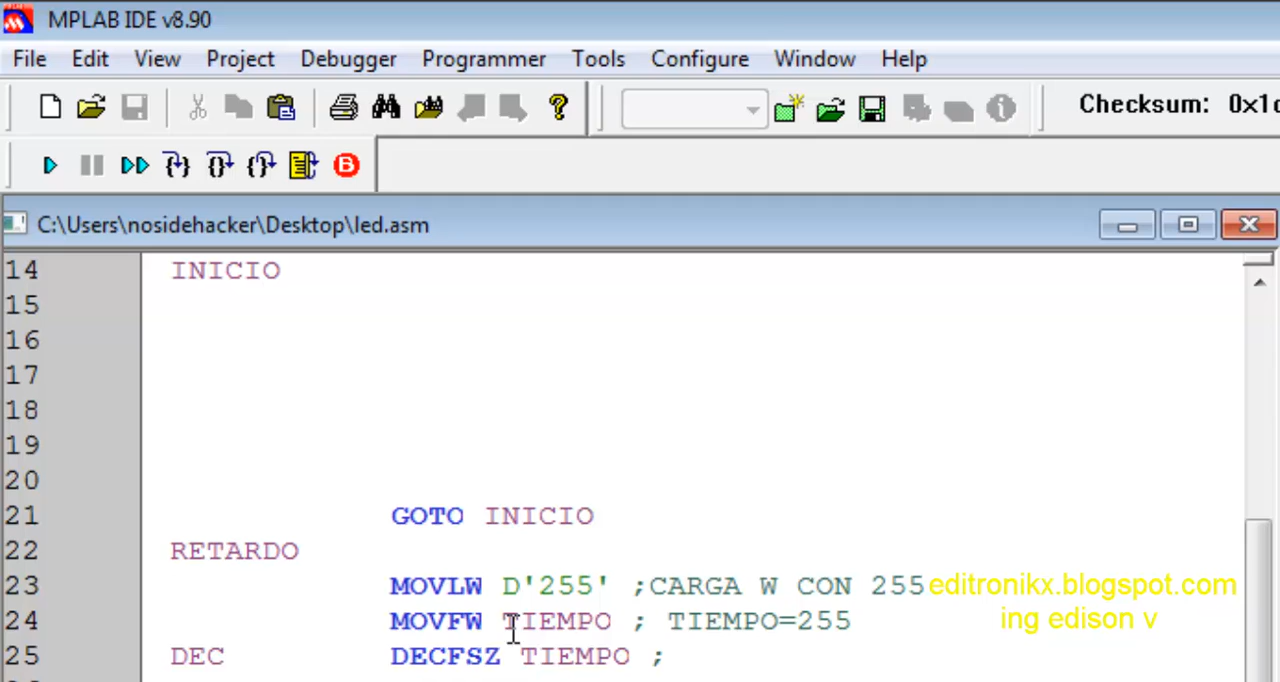 MPLAB IDE v8.90
File Edit View Project Debugger Programmer Tools Configure Window Help
Checksum: 0x1c
C:\Users\nosidehacker\Desktop\led.asm
14 INICIO
15
16
17
18
19
20
21 GOTO INICIO
22 RETARDO
23 MOVLW D'255' ;CARGA W CON 255 editronikx.blogspot.com
24 MOVFW TIEMPO ; TIEMPO=255 ing edison v
25 DEC DECFSZ TIEMPO ;